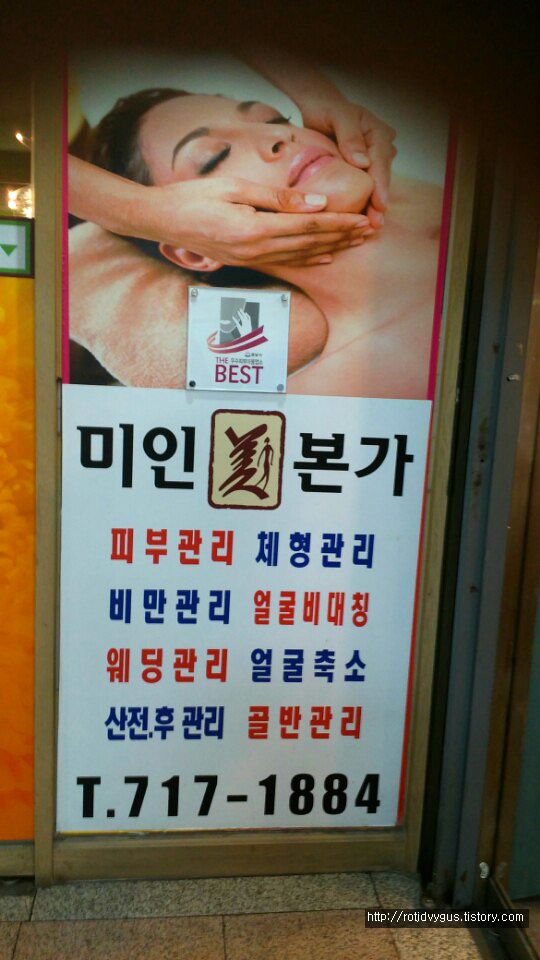 THE
BEST
미인 美 본가
피부관리 체형관리
비만관리 얼굴비대칭
웨딩관리 얼굴축소
산전.후 관리 골반관리
T.717-1884
http://rotjdvygus.tistory.com